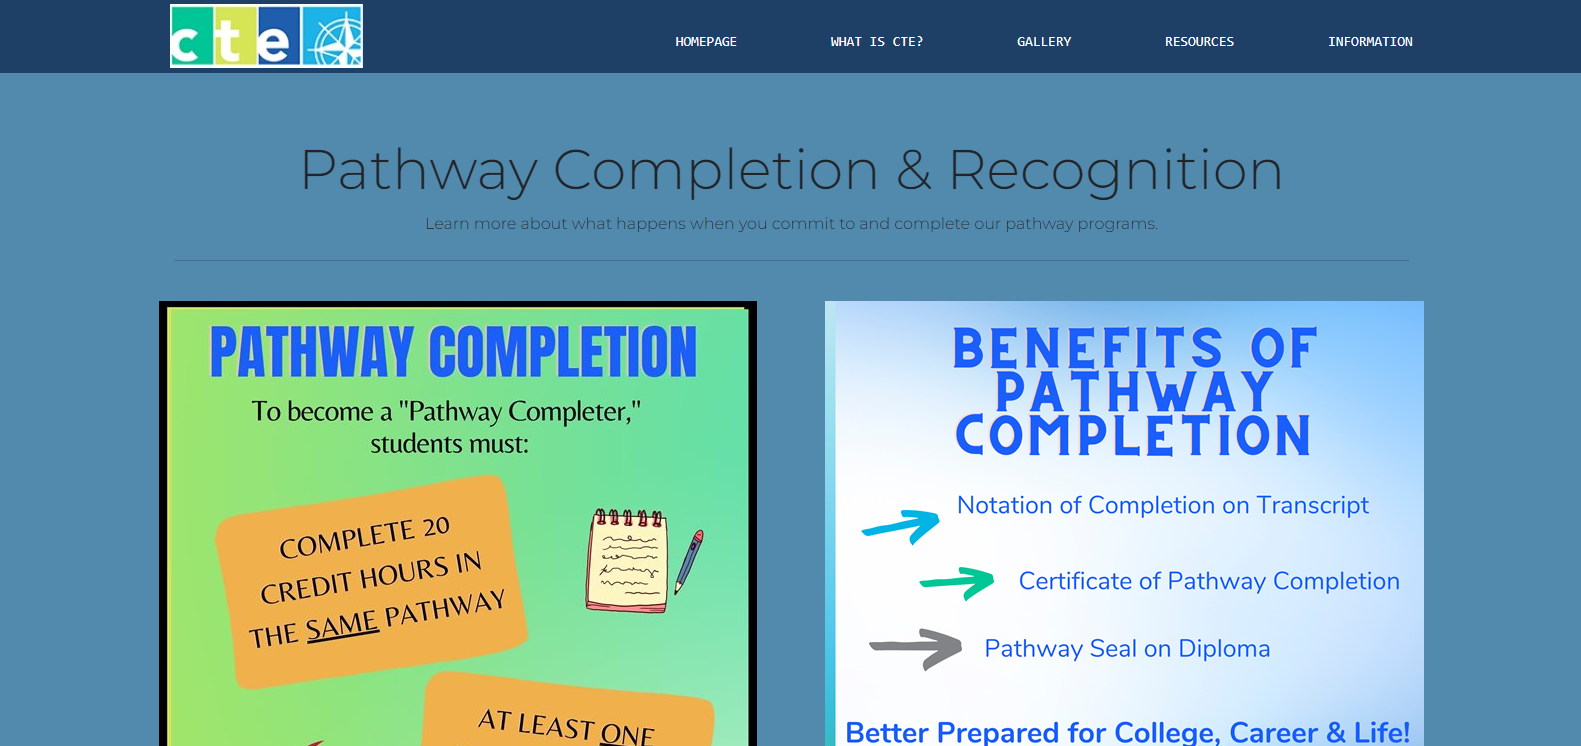 cte
HOMEPAGE
WHAT IS CTE?
GALLERY
RESOURCES
INFORMATION
Pathway Completion & Recognition
Learn more about what happens when you commit to and complete our pathway programs.
PATHWAY COMPLETION
To become a "Pathway Completer,"
students must:
COMPLETE 20
CREDIT HOURS IN
THE SAME PATHWAY
AT LEAST ONE
BENEFITS OF
PATHWAY
COMPLETION
Notation of Completion on Transcript
Certificate of Pathway Completion
Pathway Seal on Diploma
Better Prepared for College, Career & Life!